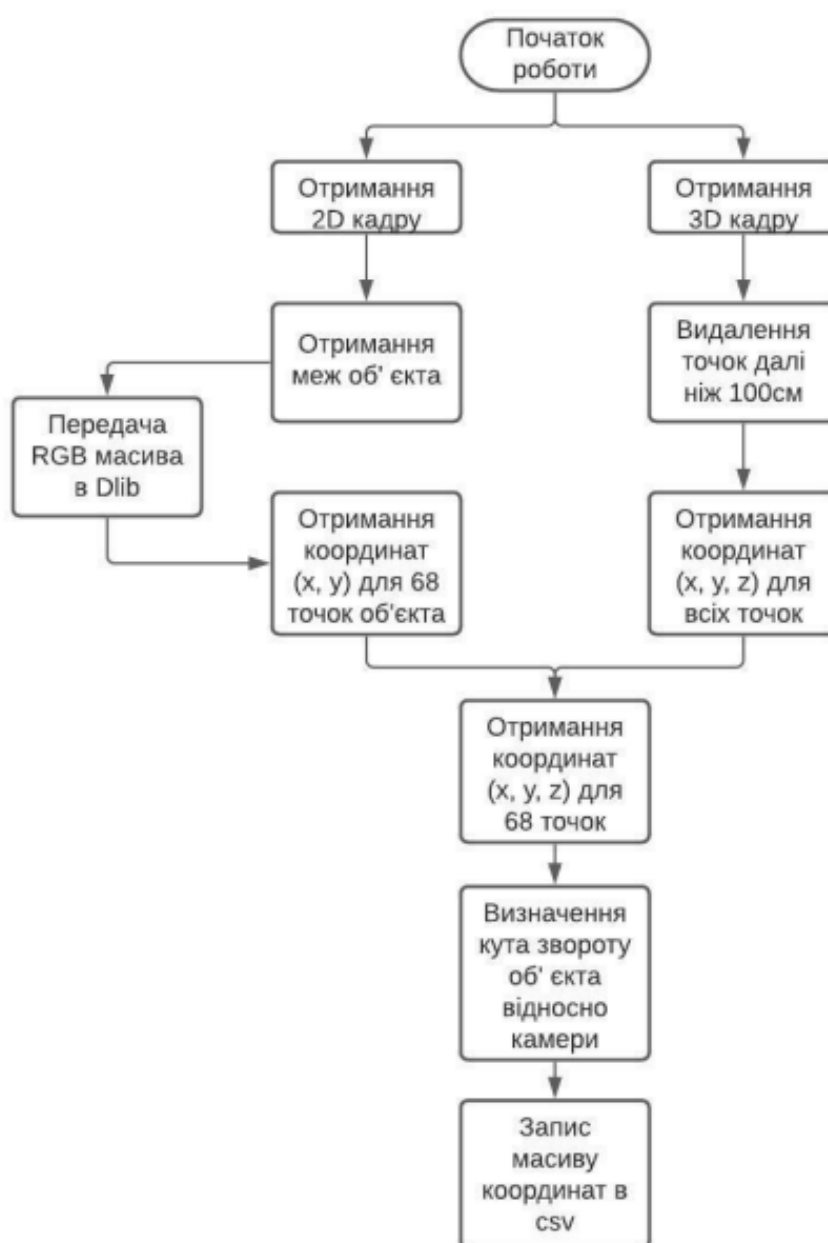 Початок
роботи
Отримання
2D кадру
Отримання
3D кадру
Отримання
меж об' єкта
Видалення
точок далі
ніж 100см
Передача
RGB масива
в Dlib
Отримання
координат
(x, y) для 68
точок об'єкта
Отримання
координат
(x, y, z) для
всіх точок
Отримання
координат
(x, y, z) для
68 точок
Визначення
кута звороту
об' єкта
відносно
камери
Запис
масиву
координат в
csv